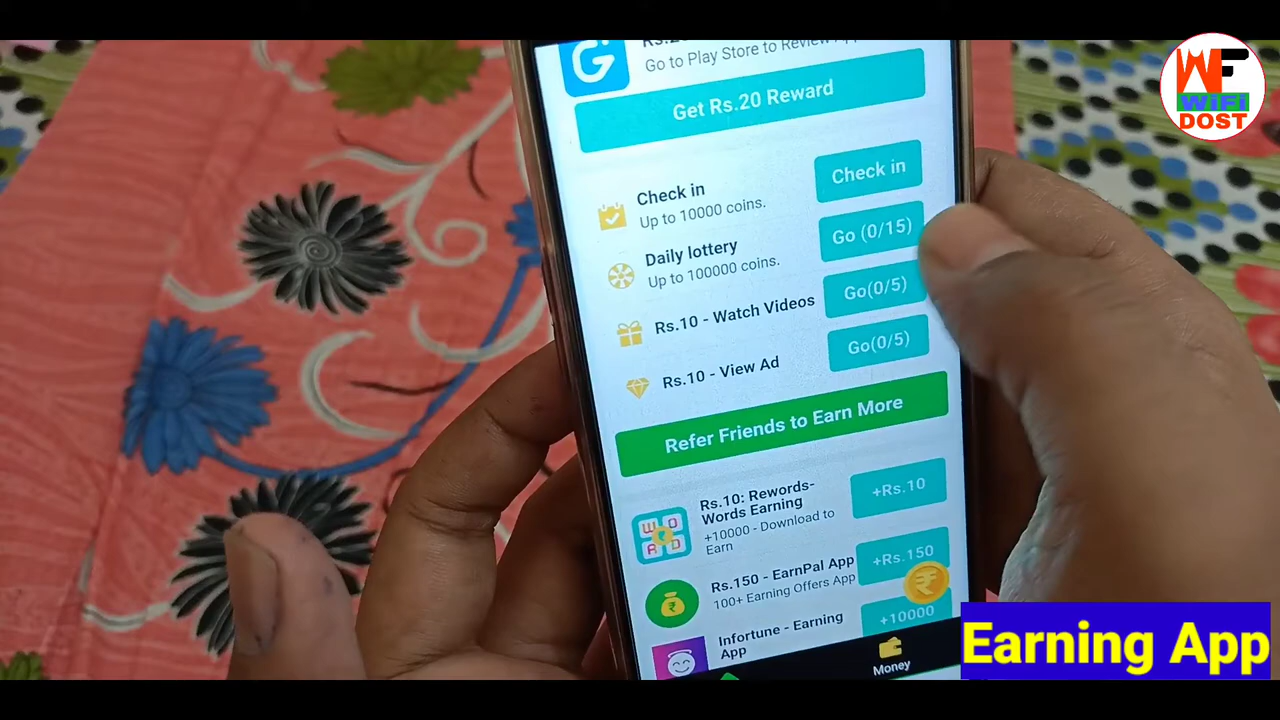 Go to Play Store to Review
Get Rs.20 Reward
Check in
Up to 10000 coins.
Check in
Daily lottery
Up to 100000 coins.
Go (0/15)
Rs.10 - Watch Videos
Go(0/5)
Rs.10 - View Ad
Go(0/5)
Refer Friends to Earn More
Rs.10: Rewords-
Words Earning
+10000 - Download to
Earn
+Rs.10
WORD
Rs.150 - EarnPal App
100+ Earning Offers App
+Rs.150
Infortune - Earning
App
+10000
Money
WF
WiFi
DOST
Earning App